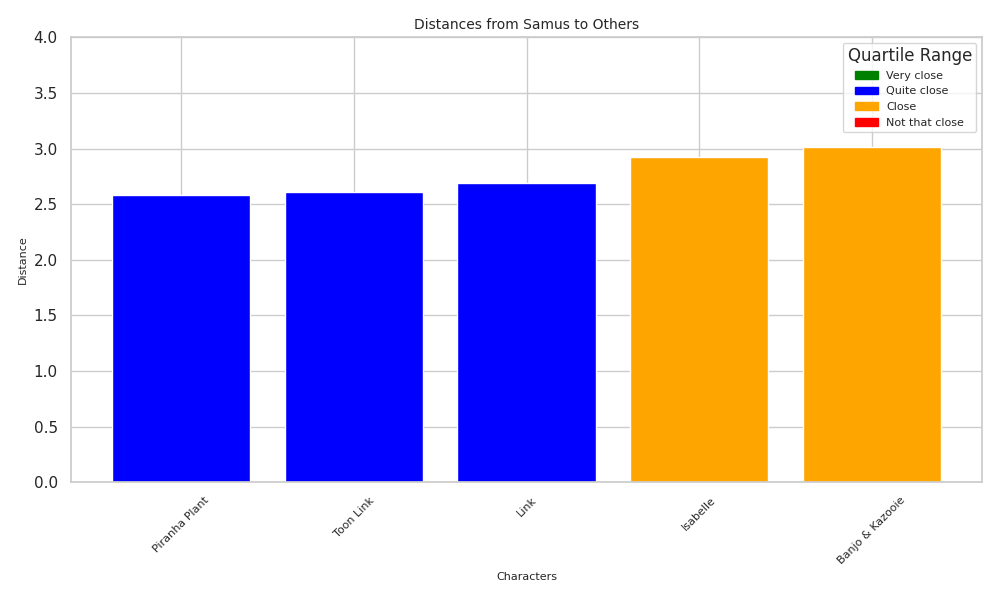 Distances from Samus to Others
Quartile Range
Very close
Quite close
Close
Not that close
Distance
4.0
3.5
3.0
2.5
2.0
1.5
1.0
0.5
0.0
Piranha Plant
Toon Link
Link
Isabelle
Banjo & Kazooie
Characters